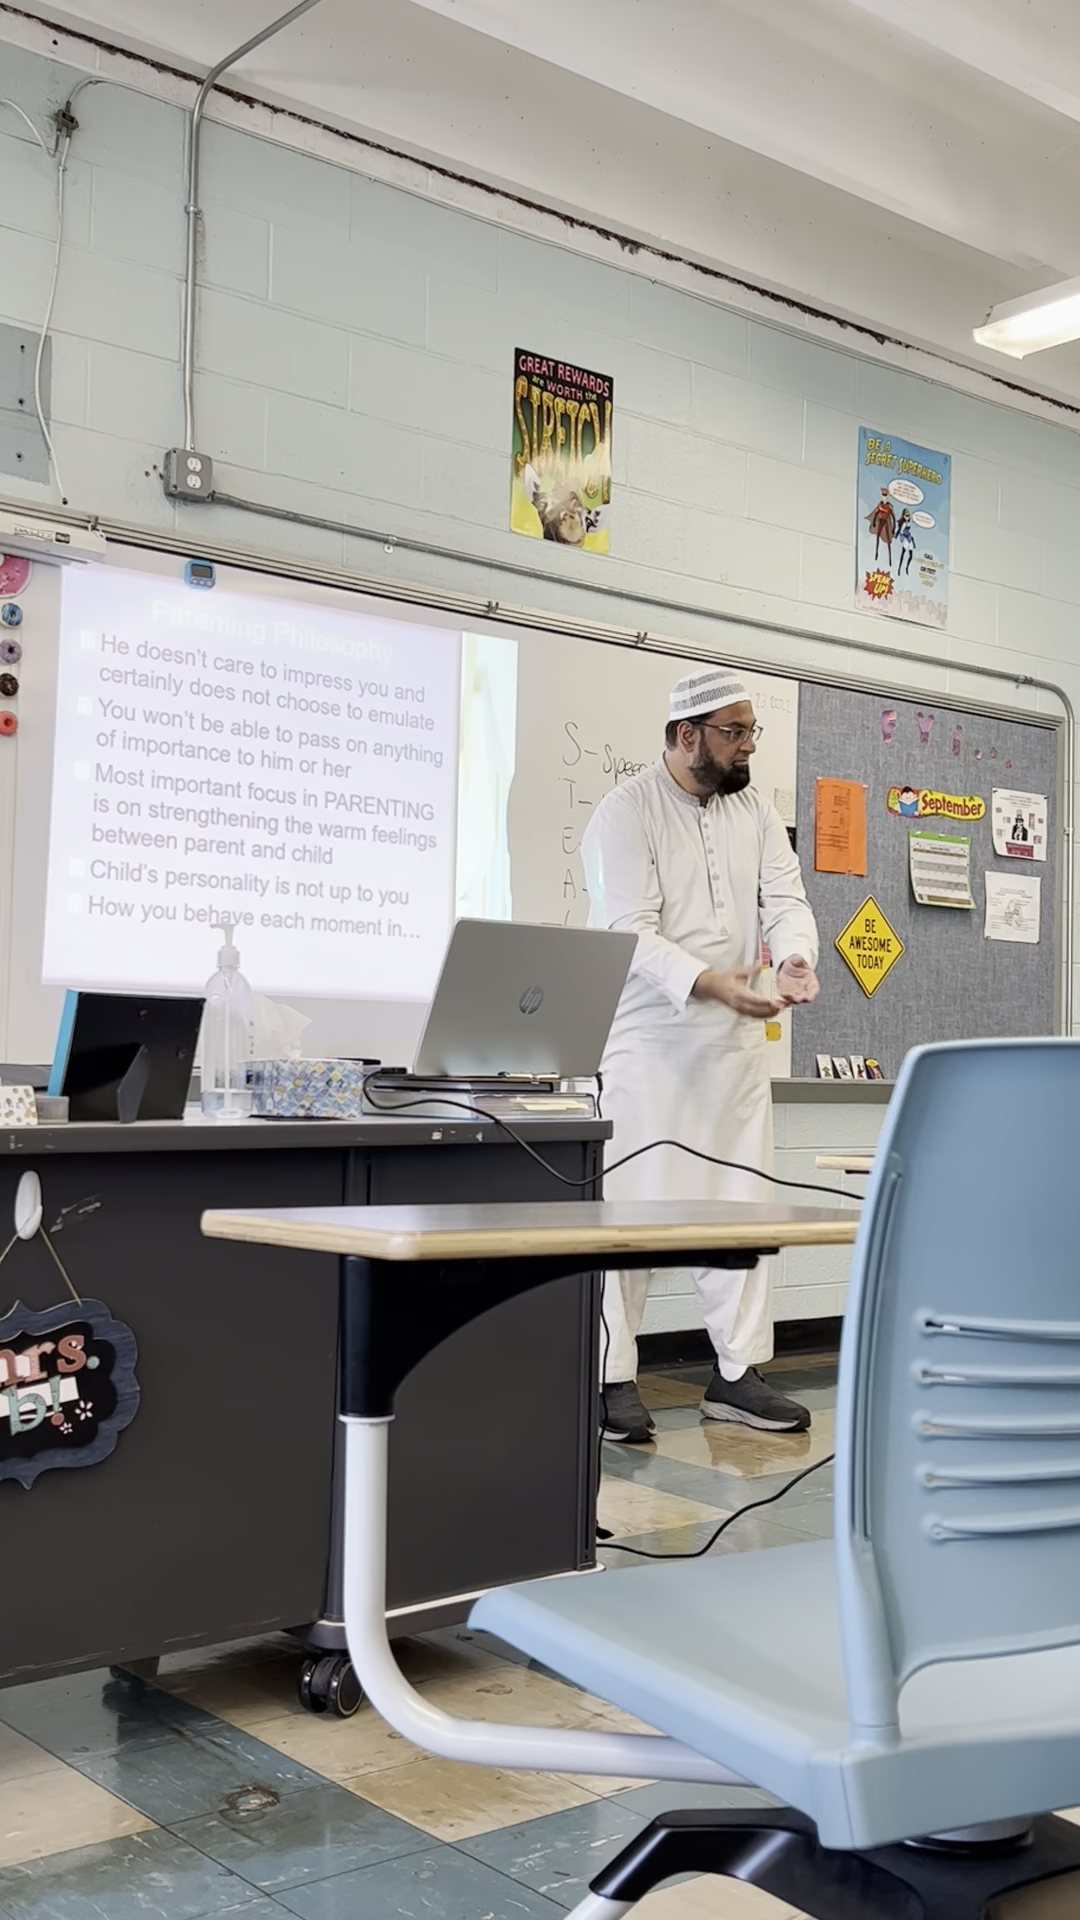 GREAT REWARDS
are WORTH the
STRETCH
BE A
SECRET SUPERHERO
SPEAK
UP!
Parenting Philosophy
He doesn't care to impress you and
certainly does not choose to emulate
You won't be able to pass on anything
of importance to him or her
Most important focus in PARENTING
is on strengthening the warm feelings
between parent and child
Child's personality is not up to you
How you behave each moment in...
S-
T-
E
A-
September
BE
AWESOME
TODAY
hp
mrs.
b!